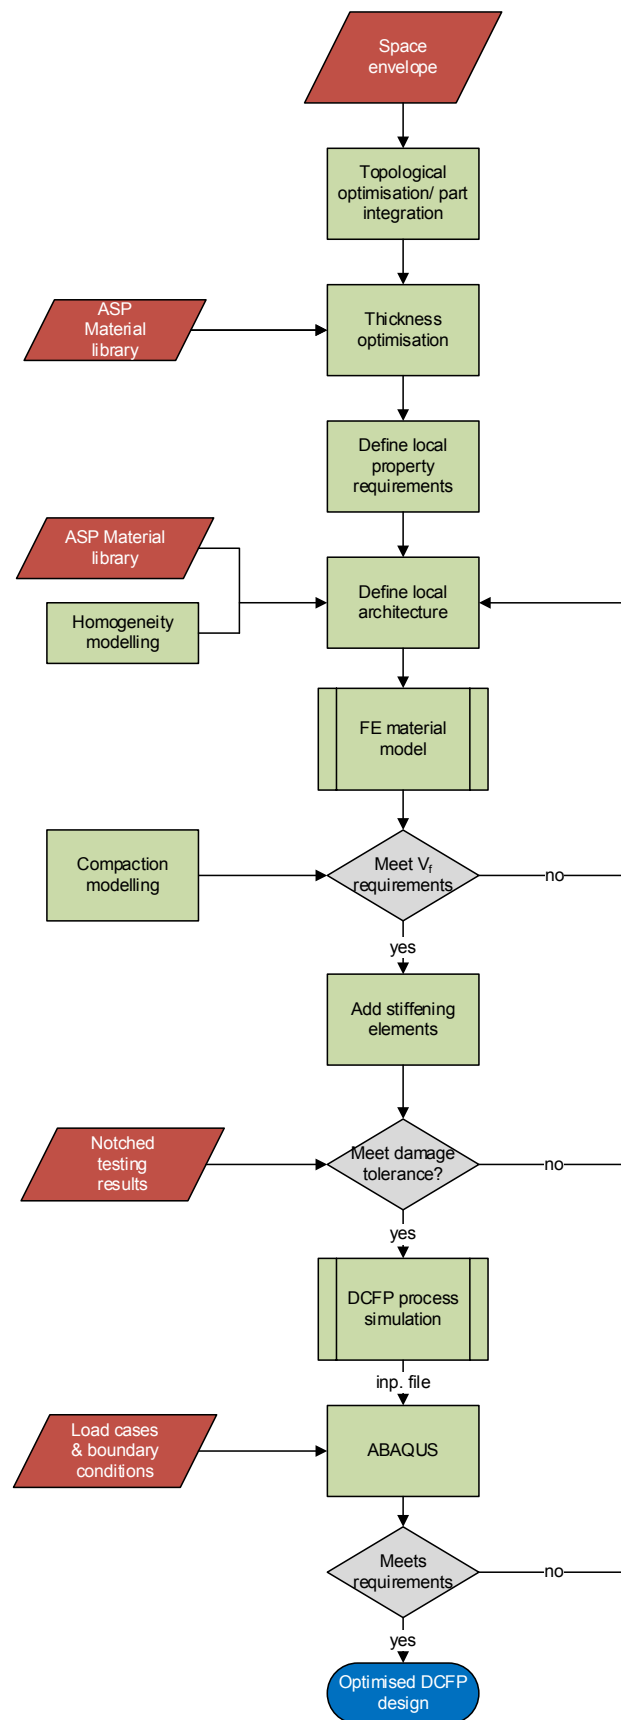 Space
envelope
Topological
optimisation/ part
integration
ASP
Material
library
Thickness
optimisation
Define local
property
requirements
ASP Material
library
Homogeneity
modelling
Define local
architecture
FE material
model
Compaction
modelling
Meet Vf
requirements
no
yes
Add stiffening
elements
Notched
testing
results
Meet damage
tolerance?
no
yes
DCFP process
simulation
inp. file
Load cases
& boundary
conditions
ABAQUS
Meets
requirements
no
yes
Optimised DCFP
design